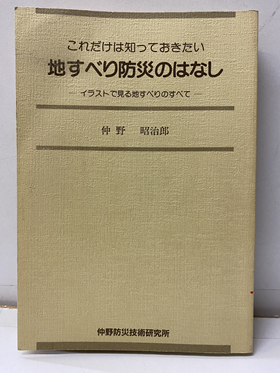 これだけは知っておきたい
地すべり防災のはなし
─ イラストで見る地すべりのすべて ─
仲野 昭治郎
仲野防災技術研究所